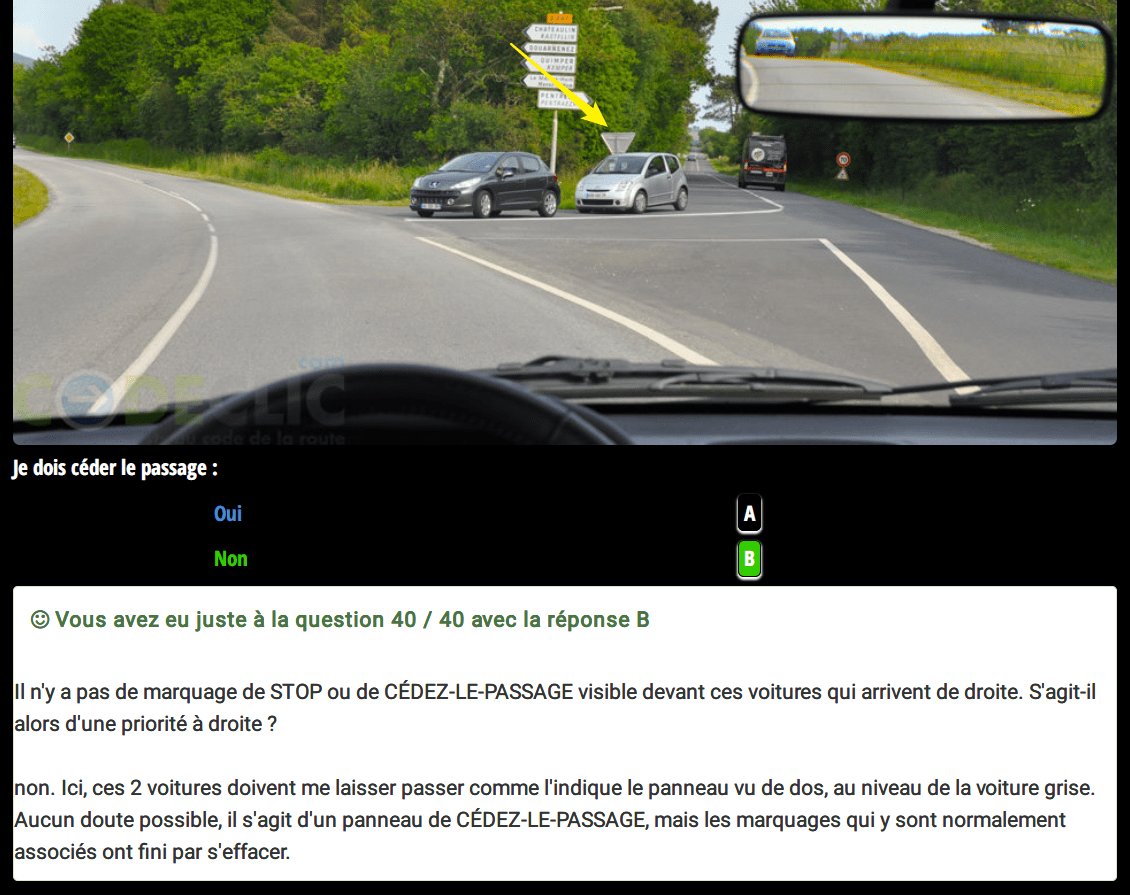 CHÂTEAULIN
KASTELLIN
DOUARNENEZ
QUIMPER
KEMPER
PENTREZ
PENTRAEZH
70
.com
CODECLIC
du code de la route
Je dois céder le passage :
Oui A
Non B
Vous avez eu juste à la question 40 / 40 avec la réponse B
Il n'y a pas de marquage de STOP ou de CÉDEZ-LE-PASSAGE visible devant ces voitures qui arrivent de droite. S'agit-il
alors d'une priorité à droite ?
non. Ici, ces 2 voitures doivent me laisser passer comme l'indique le panneau vu de dos, au niveau de la voiture grise.
Aucun doute possible, il s'agit d'un panneau de CÉDEZ-LE-PASSAGE, mais les marquages qui y sont normalement
associés ont fini par s'effacer.